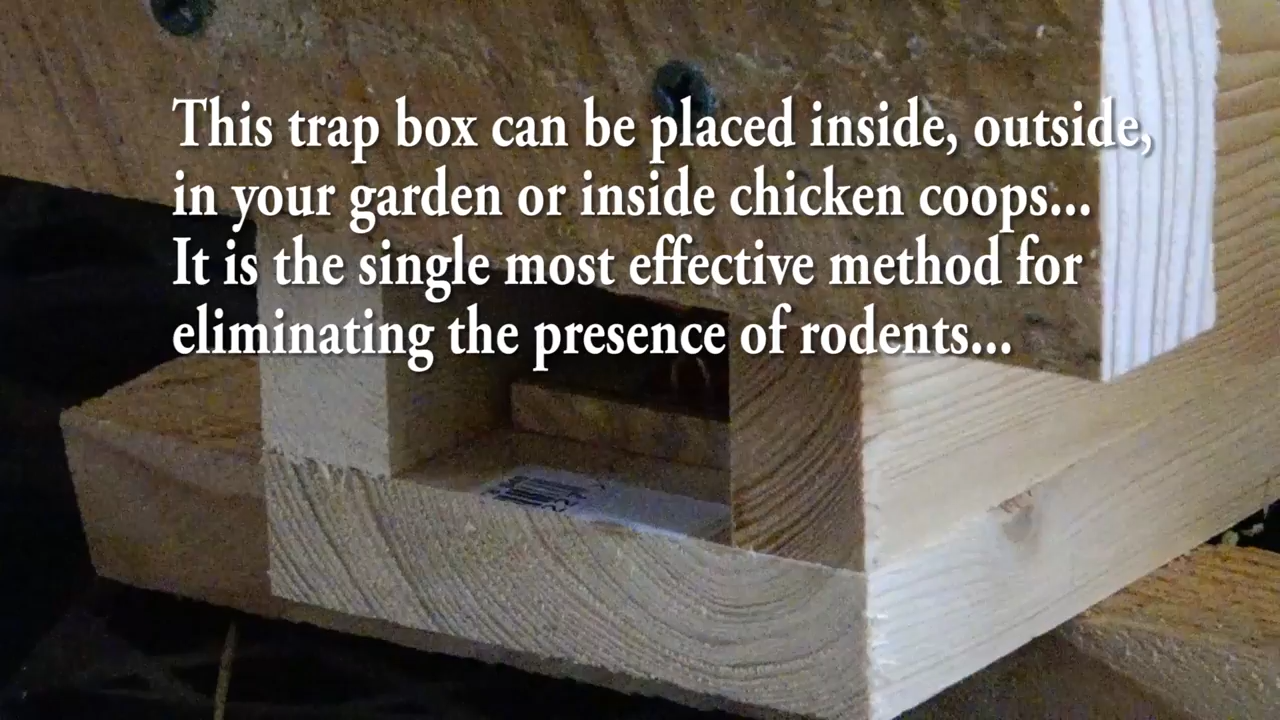 This trap box can be placed inside, outside,
in your garden or inside chicken coops...
It is the single most effective method for
eliminating the presence of rodents...